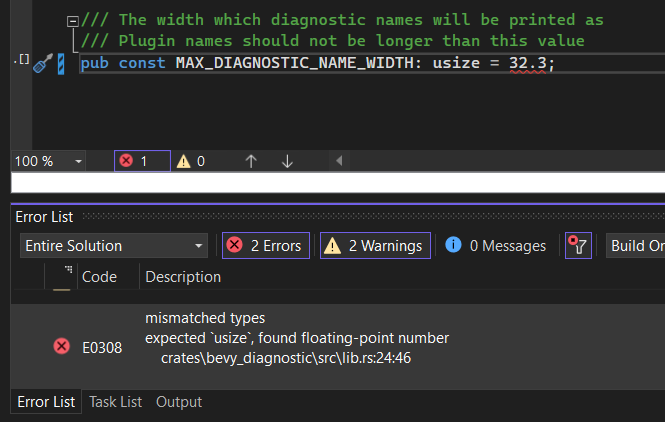 /// The width which diagnostic names will be printed as
/// Plugin names should not be longer than this value
pub const MAX_DIAGNOSTIC_NAME_WIDTH: usize = 32.3;
100 %
1
0
Error List
Entire Solution
2 Errors
2 Warnings
0 Messages
Build On
Code
Description
mismatched types
E0308
expected `usize`, found floating-point number
crates\bevy_diagnostic\src\lib.rs:24:46
Error List
Task List
Output